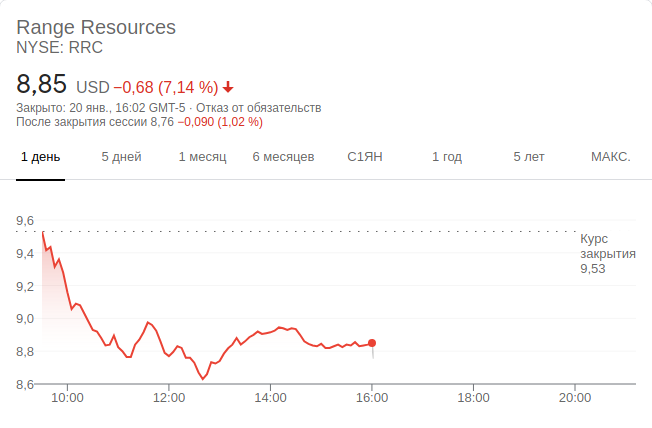 Range Resources
NYSE: RRC
8,85 USD −0,68 (7,14 %)
Закрыто: 20 янв., 16:02 GMT-5 · Отказ от обязательств
После закрытия сессии 8,76 −0,090 (1,02 %)
1 день 5 дней 1 месяц 6 месяцев С1ЯН 1 год 5 лет МАКС.
9,6
Курс
закрытия
9,53
9,4
9,2
9,0
8,8
8,6
10:00 12:00 14:00 16:00 18:00 20:00